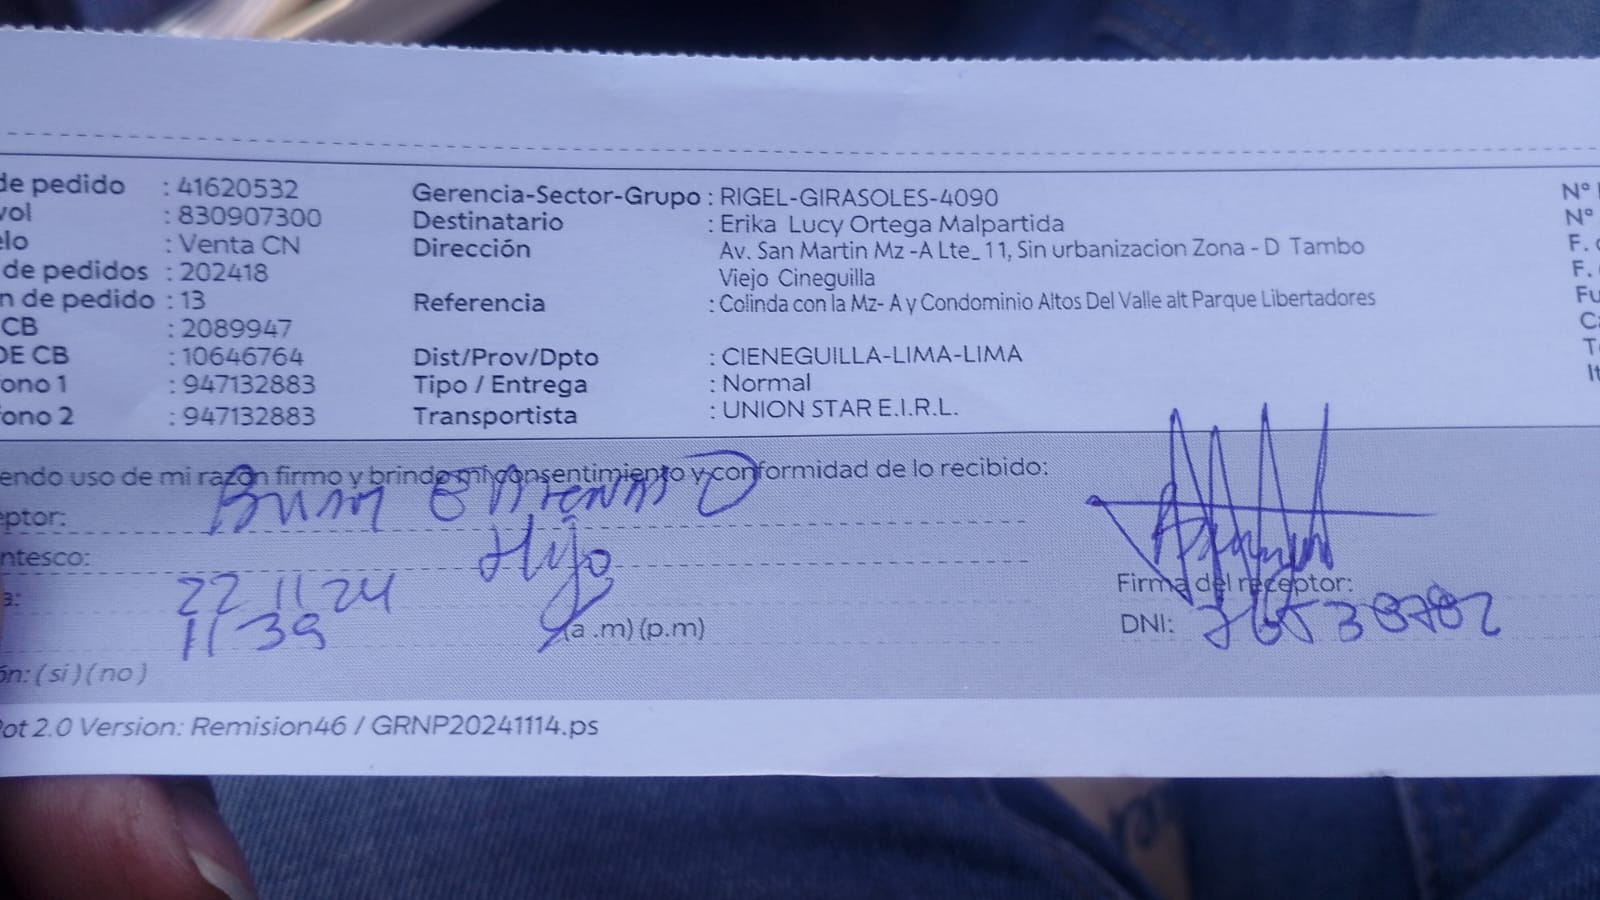 de pedido : 41620532
vol : 830907300
elo : Venta CN
de pedidos : 202418
n de pedido : 13
CB : 2089947
DE CB : 10646764
ono 1 : 947132883
ono 2 : 947132883
Gerencia-Sector-Grupo : RIGEL-GIRASOLES-4090
Destinatario : Erika Lucy Ortega Malpartida
Dirección Av. San Martin Mz -A Lte_ 11, Sin urbanizacion Zona - D Tambo
Viejo Cineguilla
Referencia : Colinda con la Mz- A y Condominio Altos Del Valle alt Parque Libertadores
Dist/Prov/Dpto : CIENEGUILLA-LIMA-LIMA
Tipo / Entrega : Normal
Transportista : UNION STAR E.I.R.L.
N°
N°
F.
F.
Fu
C
T
It
endo uso de mi razón firmo y brindo mi consentimiento y conformidad de lo recibido:
eptor:
ntesco: Hijo
a: 22 11 24
11 39 (a .m) (p.m)
ón: ( si ) ( no )
Firma del receptor:
DNI:
ot 2.0 Version: Remision46 / GRNP20241114.ps